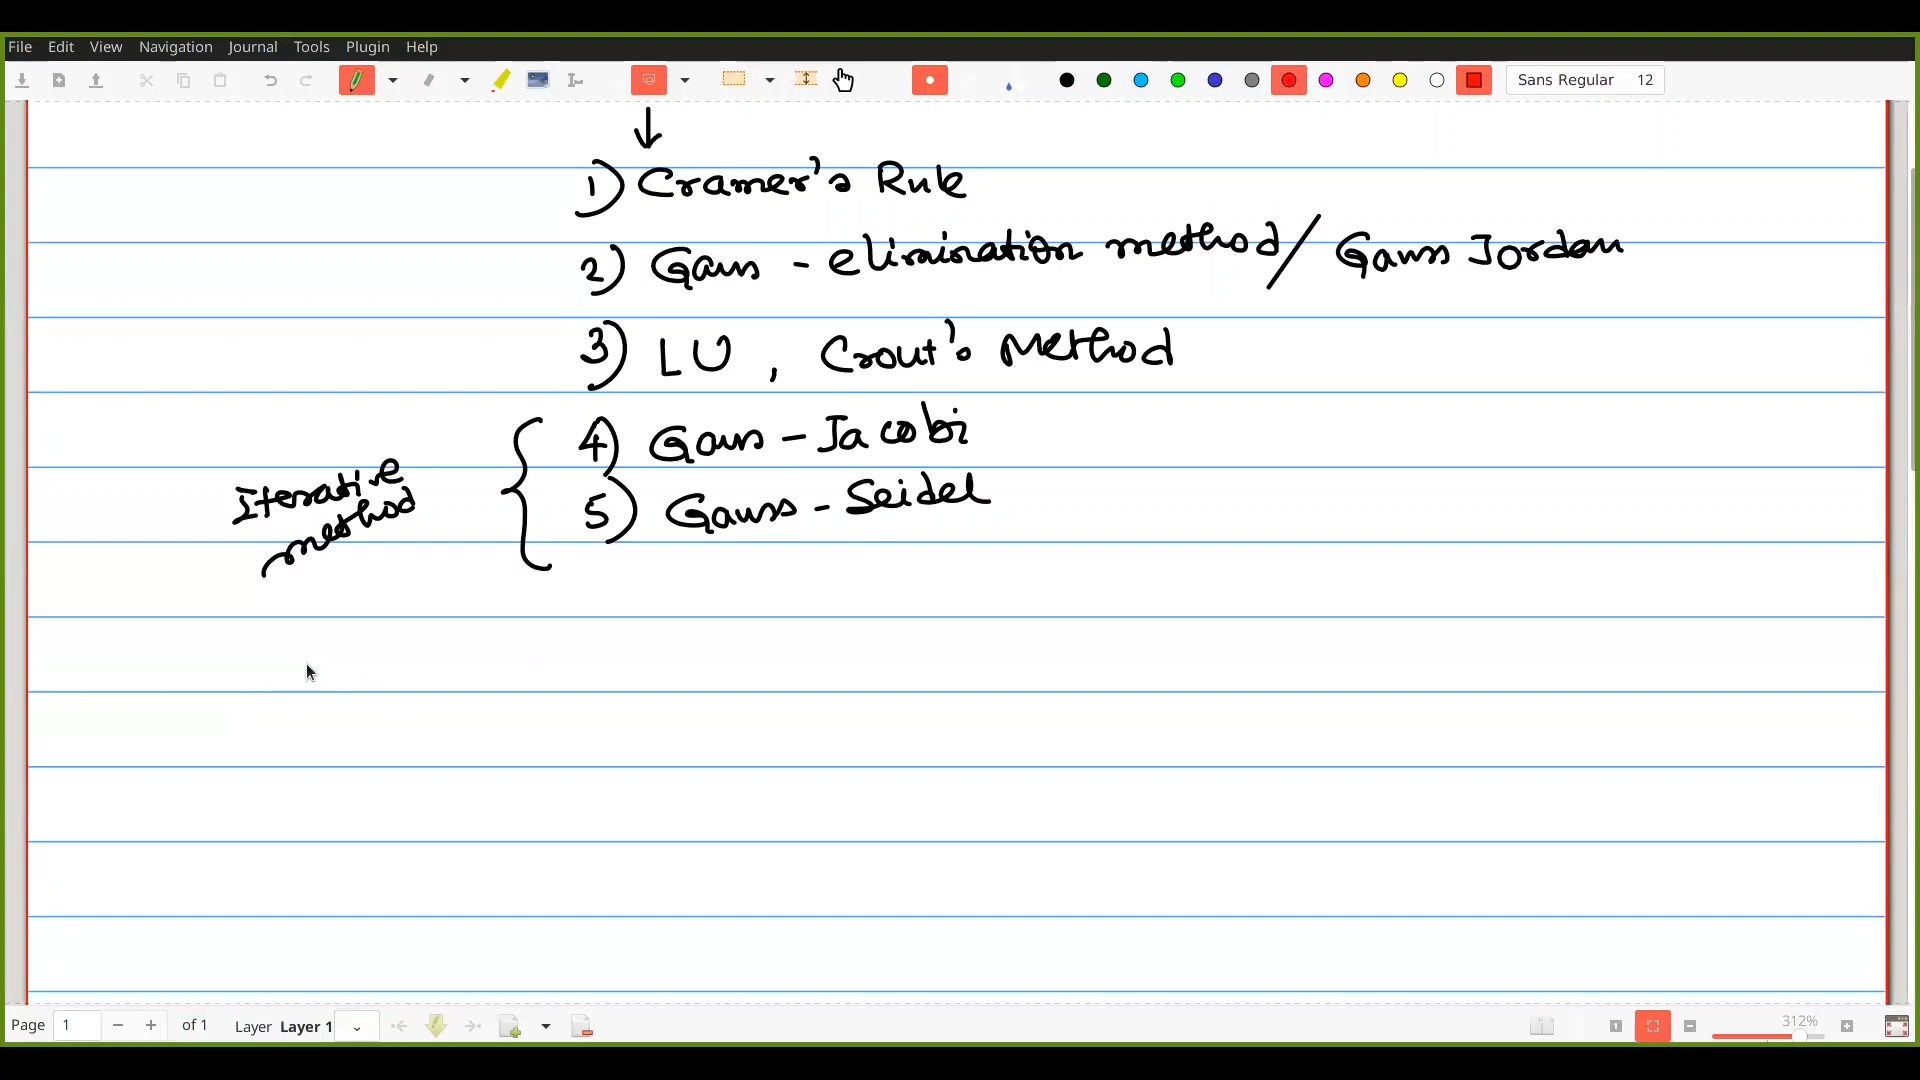 File Edit View Navigation Journal Tools Plugin Help
Sans Regular 12
↓
1) Cramer's Rule
2) Gauss - elimination method / Gauss Jordan
3) LU , Crout's Method
4) Gauss - Jacobi
Iterative
method
5) Gauss - Seidel
Page 1 of 1 Layer Layer 1 312%